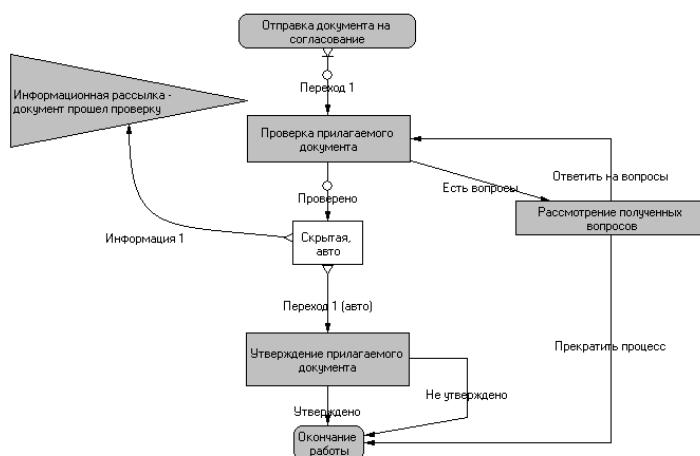 Отправка документа на
согласование
Информационная рассылка -
документ прошел проверку
Переход 1
Проверка прилагаемого
документа
Есть вопросы
Ответить на вопросы
Проверено
Рассмотрение полученных
вопросов
Информация 1
Скрытая,
авто
Переход 1 (авто)
Прекратить процесс
Утверждение прилагаемого
документа
Не утверждено
Утверждено
Окончание
работы